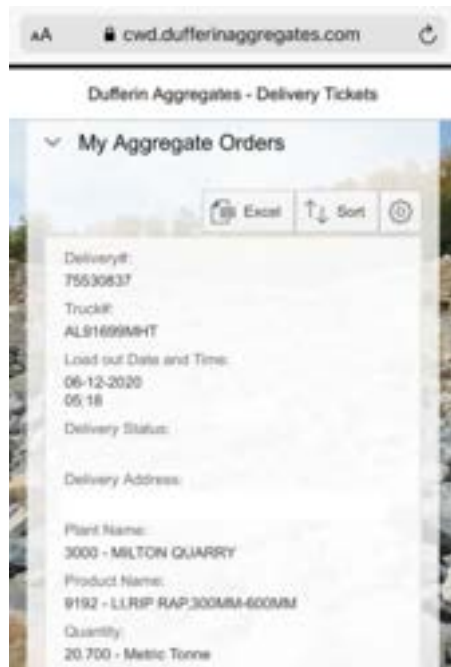 AA cwd.dufferinaggregates.com
Dufferin Aggregates - Delivery Tickets
My Aggregate Orders
Excel Sort
Delivery#:
75530837
Truck#:
AL91699MHT
Load out Date and Time:
06-12-2020
05:18
Delivery Status:
Delivery Address:
Plant Name:
3000 - MILTON QUARRY
Product Name:
9192 - LI,RIP RAP,300MM-600MM
Quantity:
20.700 - Metric Tonne